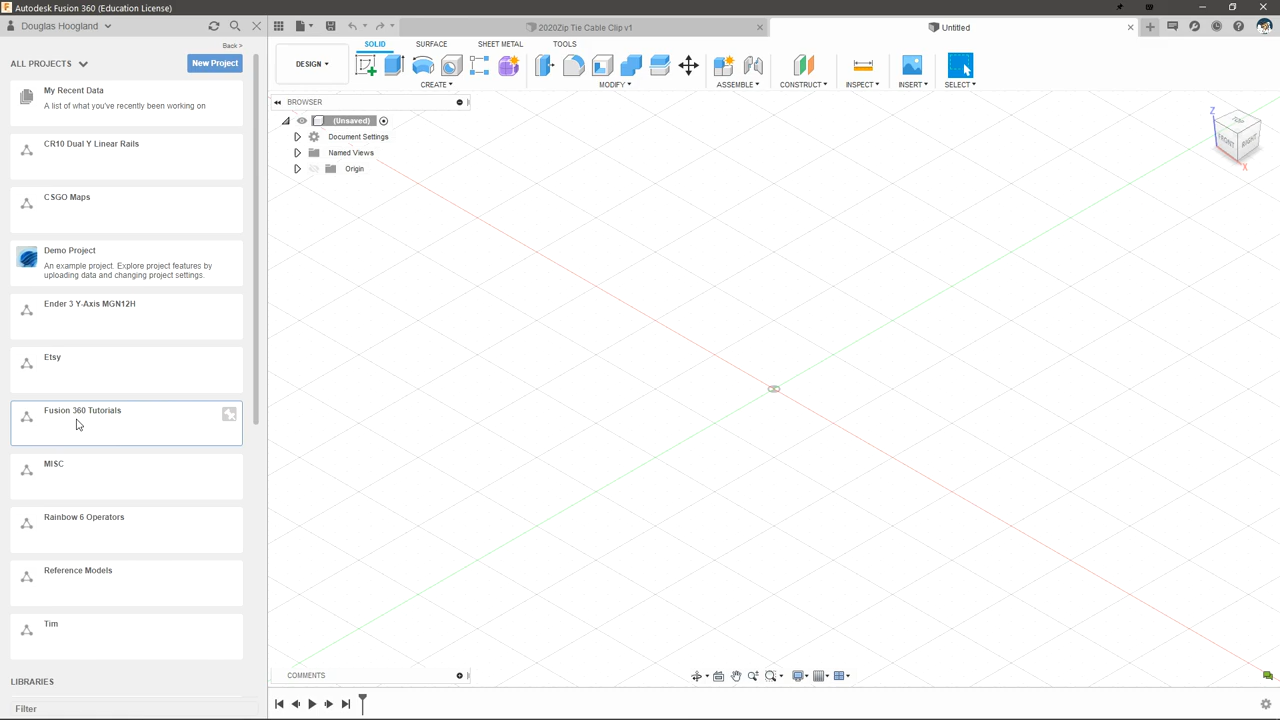 Autodesk Fusion 360 (Education License)
Douglas Hoogland
2020Zip Tie Cable Clip v1
Untitled
Back >
SOLID
SURFACE
SHEET METAL
TOOLS
ALL PROJECTS
New Project
DESIGN
CREATE
MODIFY
ASSEMBLE
CONSTRUCT
INSPECT
INSERT
SELECT
My Recent Data
A list of what you've recently been working on
BROWSER
(Unsaved)
Document Settings
Named Views
Origin
TOP
FRONT
RIGHT
Z
X
CR10 Dual Y Linear Rails
CSGO Maps
Demo Project
An example project. Explore project features by
uploading data and changing project settings.
Ender 3 Y-Axis MGN12H
Etsy
Fusion 360 Tutorials
MISC
Rainbow 6 Operators
Reference Models
Tim
LIBRARIES
COMMENTS
Filter